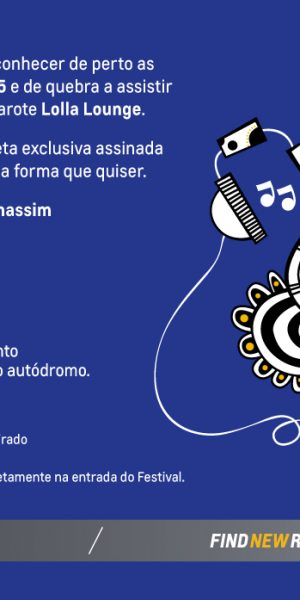 conhecer de perto as
5 e de quebra a assistir
arote Lolla Lounge.
eta exclusiva assinada
a forma que quiser.
nassim
nto
o autódromo.
rado
etamente na entrada do Festival.
/ FIND NEW R